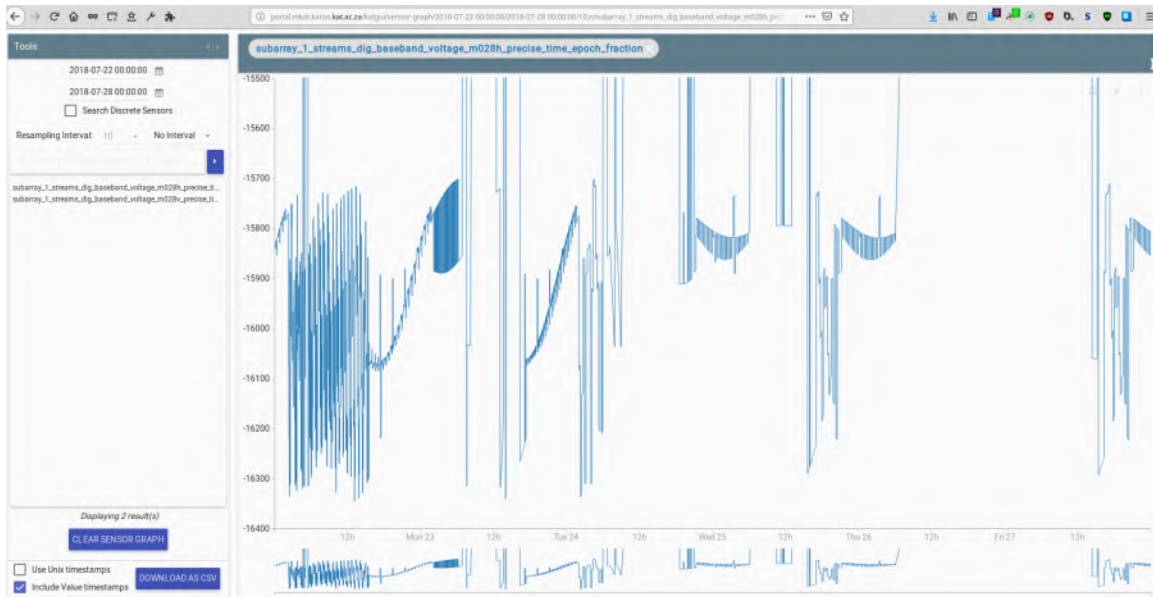 portal.mkat.karoo.kat.ac.za/katgui/sensor-graph/2018-07-22 00:00:00/2018-07-28 00:00:00/10
Tools
2018-07-22 00:00:00
2018-07-28 00:00:00
Search Discrete Sensors
Resampling Interval: 10 No Interval
subarray_1_streams_dig_baseband_voltage_m028h_precise_ti...
subarray_1_streams_dig_baseband_voltage_m028v_precise_ti...
Displaying 2 result(s)
CLEAR SENSOR GRAPH
Use Unix timestamps
Include Value timestamps
DOWNLOAD AS CSV
subarray_1_streams_dig_baseband_voltage_m028h_precise_time_epoch_fraction
-15500
-15600
-15700
-15800
-15900
-16000
-16100
-16200
-16300
-16400
12h Mon 23 12h Tue 24 12h Wed 25 12h Thu 26 12h Fri 27 12h